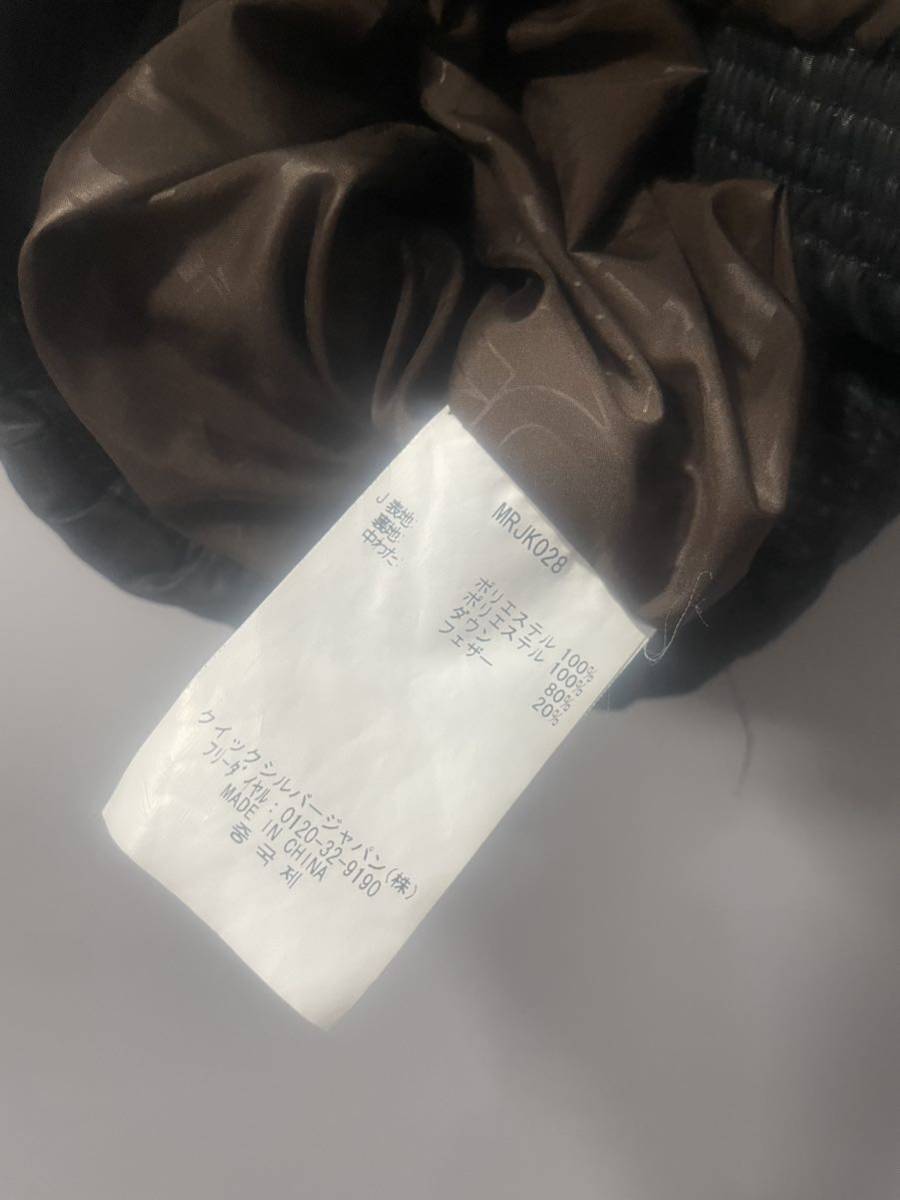 MRJK028
J 表地: ポリエステル 100%
裏地: ポリエステル 100%
中わた: ダウン 80%
フェザー 20%
クイックシルバージャパン(株)
フリーダイヤル:0120-32-9190
MADE IN CHINA
중국제